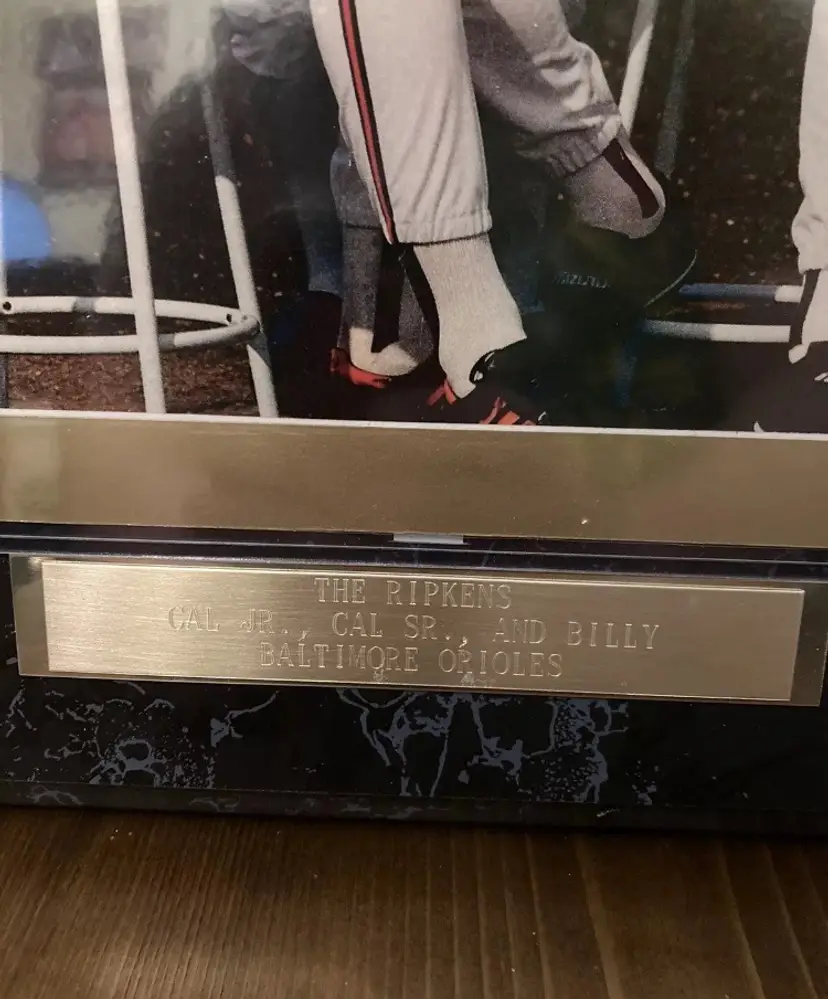 THE RIPKENS
CAL JR., CAL SR., AND BILLY
BALTIMORE ORIOLES